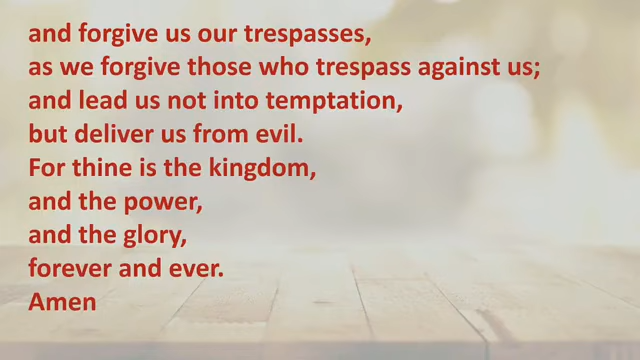 and forgive us our trespasses,
as we forgive those who trespass against us;
and lead us not into temptation,
but deliver us from evil.
For thine is the kingdom,
and the power,
and the glory,
forever and ever.
Amen